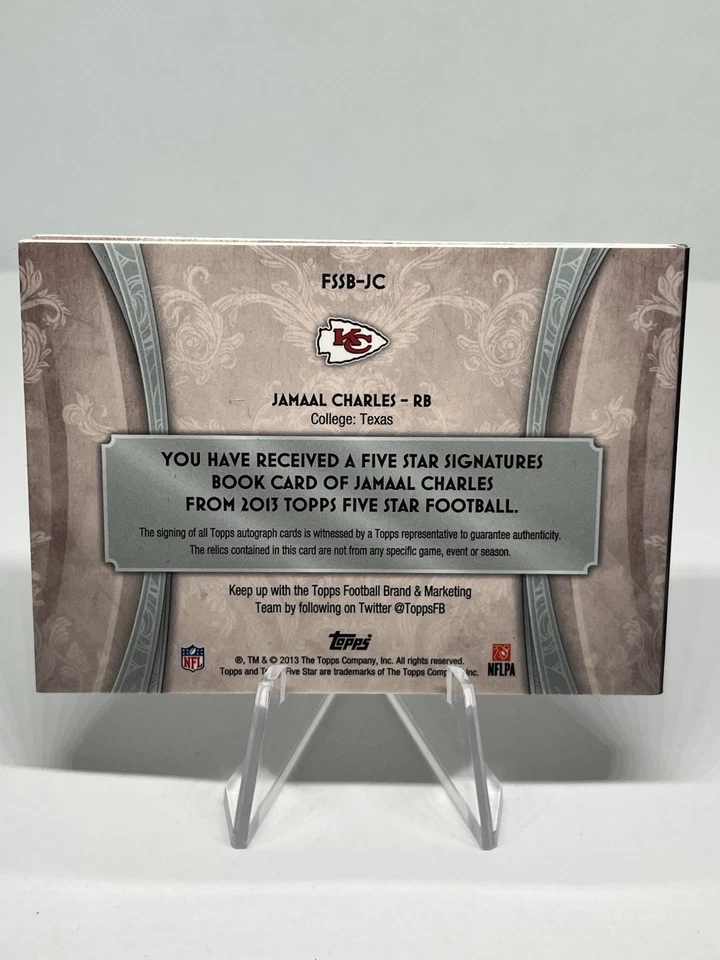 FSSB-JC
KC
JAMAAL CHARLES - RB
College: Texas
YOU HAVE RECEIVED A FIVE STAR SIGNATURES
BOOK CARD OF JAMAAL CHARLES
FROM 2013 TOPPS FIVE STAR FOOTBALL.
The signing of all Topps autograph cards is witnessed by a Topps representative to guarantee authenticity.
The relics contained in this card are not from any specific game, event or season.
Keep up with the Topps Football Brand & Marketing
Team by following on Twitter @ToppsFB
topps
NFL
®, TM & © 2013 The Topps Company, Inc. All rights reserved.
Topps and Five Star are trademarks of The Topps Inc.
NFLPA